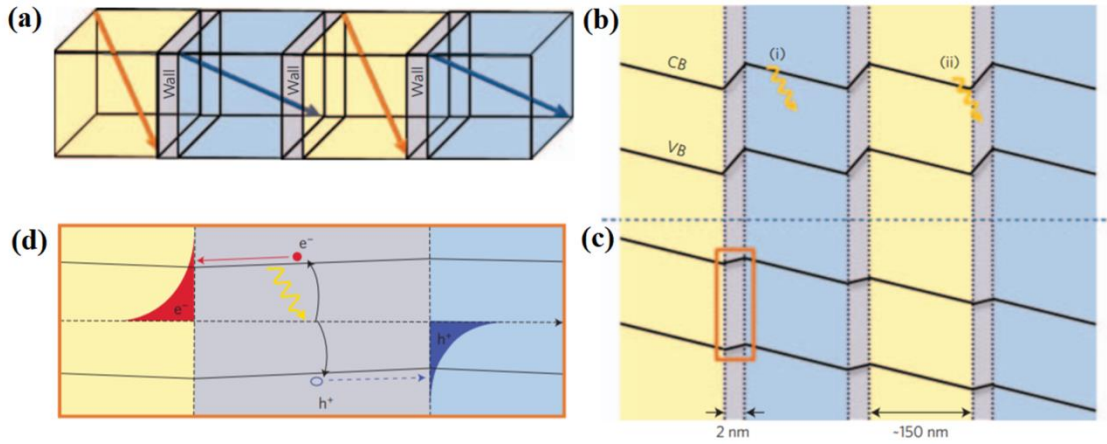 (a)
Wall
Wall
Wall
(b)
CB
VB
(i)
(ii)
(c)
2 nm
~150 nm
(d)
e⁻
e⁻
h⁺
h⁺